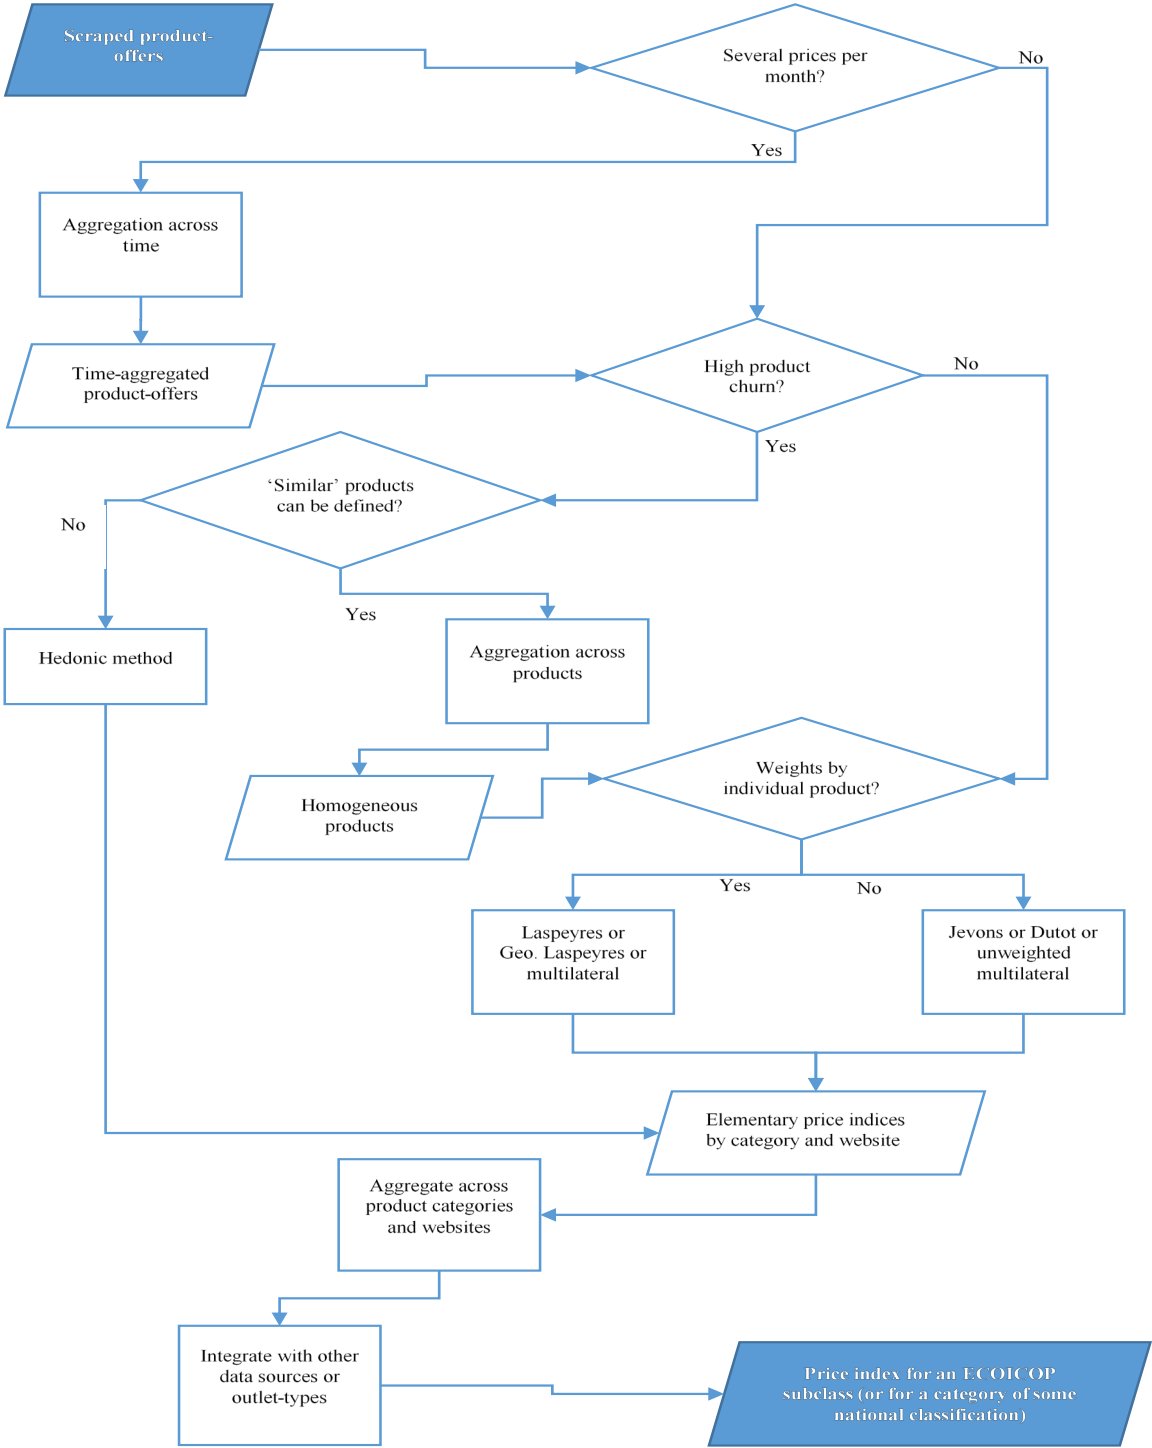 Scraped product-
offers
Several prices per
month?
No
Yes
Aggregation across
time
Time-aggregated
product-offers
High product
churn?
No
Yes
‘Similar’ products
can be defined?
No
Yes
Hedonic method
Aggregation across
products
Homogeneous
products
Weights by
individual product?
Yes
No
Laspeyres or
Geo. Laspeyres or
multilateral
Jevons or Dutot or
unweighted
multilateral
Elementary price indices
by category and website
Aggregate across
product categories
and websites
Integrate with other
data sources or
outlet-types
Price index for an ECOICOP
subclass (or for a category of some
national classification)